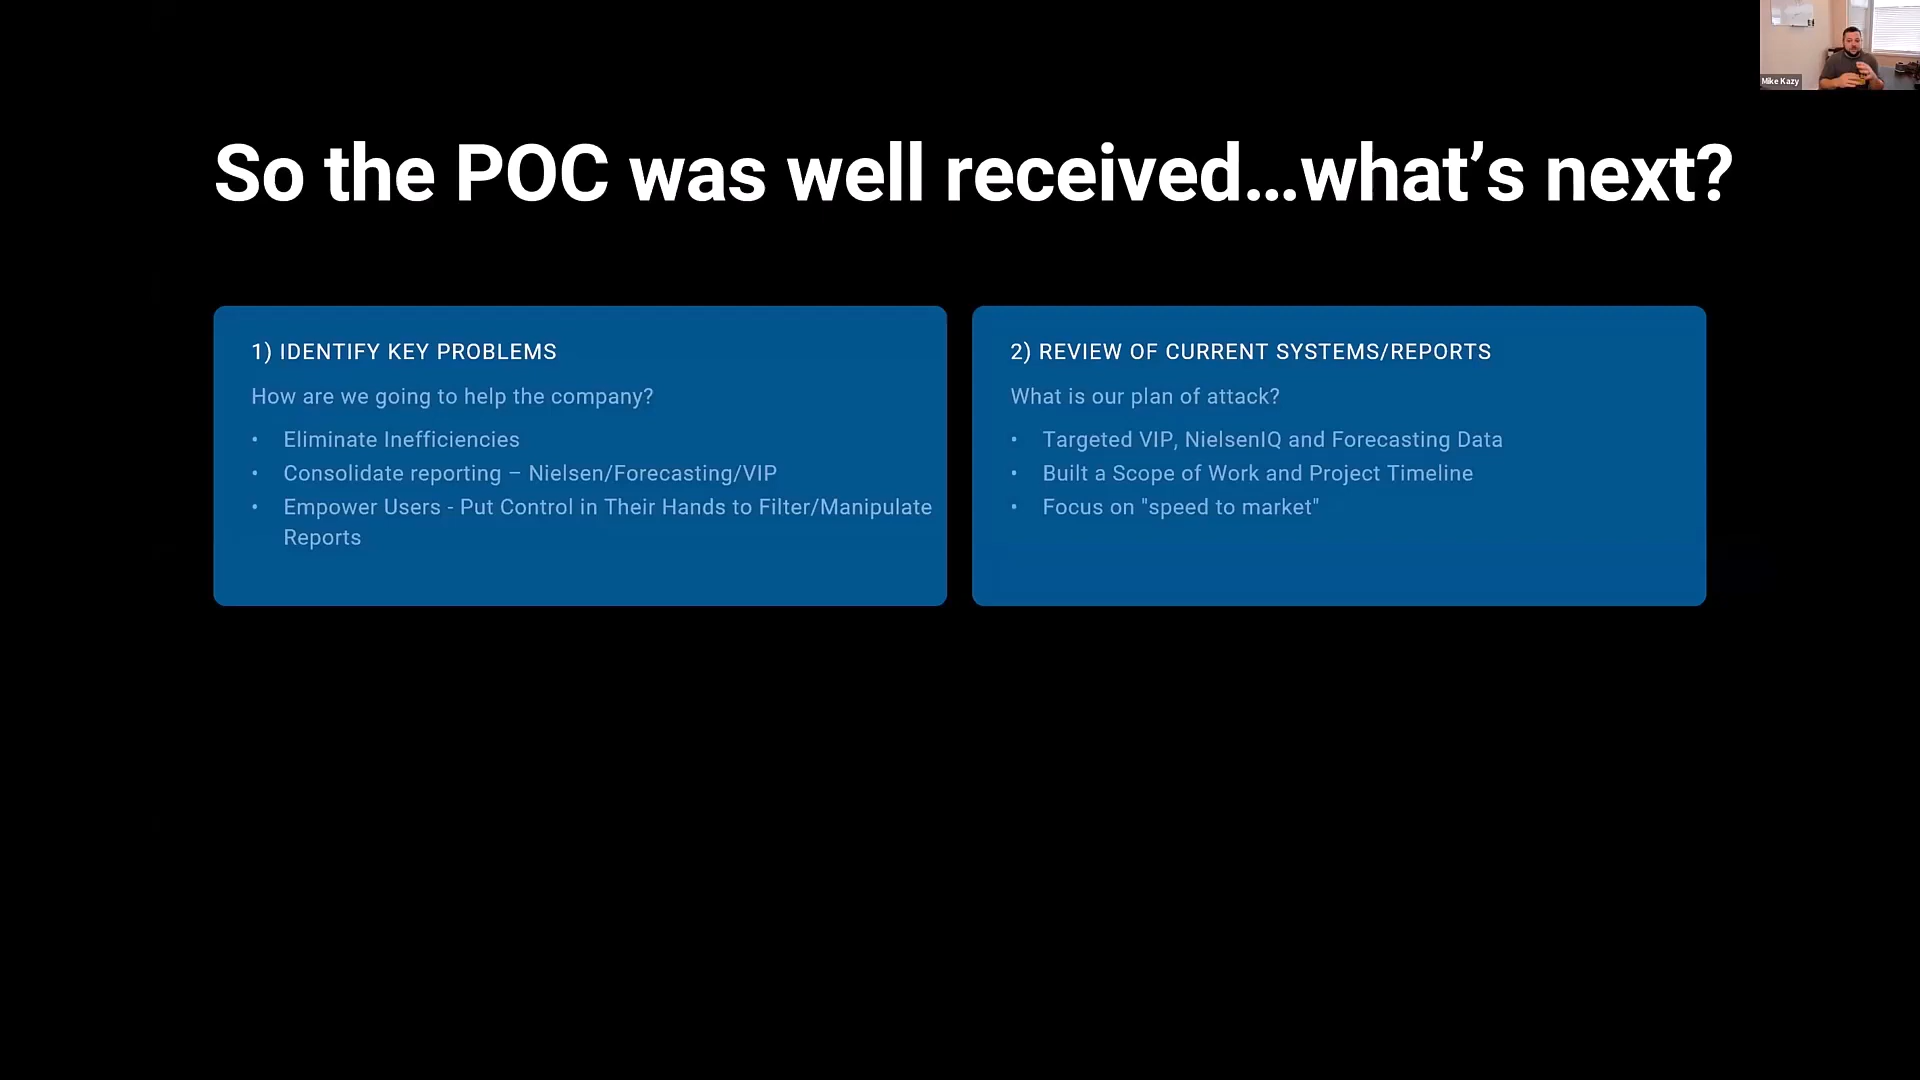 Mike Kazy
So the POC was well received...what’s next?
1) IDENTIFY KEY PROBLEMS
How are we going to help the company?
• Eliminate Inefficiencies
• Consolidate reporting – Nielsen/Forecasting/VIP
• Empower Users - Put Control in Their Hands to Filter/Manipulate
Reports
2) REVIEW OF CURRENT SYSTEMS/REPORTS
What is our plan of attack?
• Targeted VIP, NielsenIQ and Forecasting Data
• Built a Scope of Work and Project Timeline
• Focus on "speed to market"